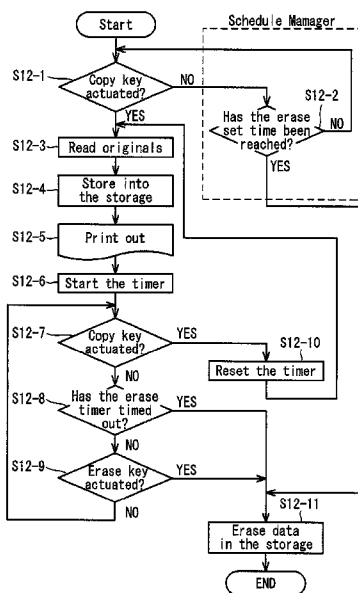 Schedule Mamager
Start
S12-1
Copy key
actuated?
NO
YES
S12-2
Has the erase
set time been
reached?
NO
YES
S12-3
Read originals
S12-4
Store into
the storage
S12-5
Print out
S12-6
Start the timer
S12-7
Copy key
actuated?
YES
NO
S12-10
Reset the timer
S12-8
Has the erase
timer timed
out?
YES
NO
S12-9
Erase key
actuated?
YES
NO
S12-11
Erase data
in the storage
END